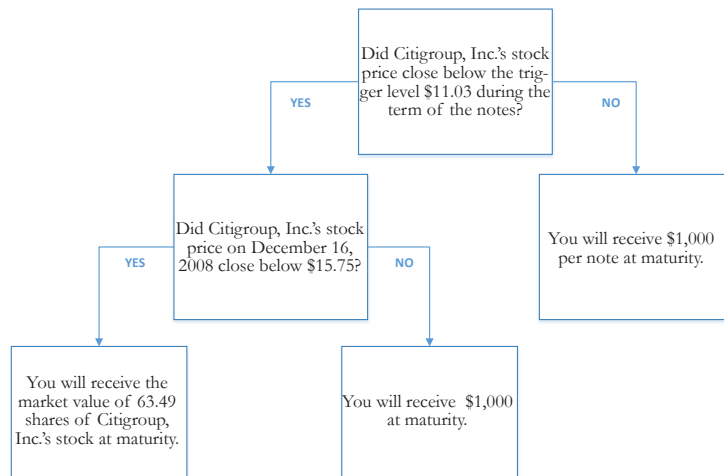 Did Citigroup, Inc.'s stock
price close below the trig-
ger level $11.03 during the
term of the notes?
YES
NO
Did Citigroup, Inc.'s stock
price on December 16,
2008 close below $15.75?
You will receive $1,000
per note at maturity.
YES
NO
You will receive the
market value of 63.49
shares of Citigroup,
Inc.'s stock at maturity.
You will receive $1,000
at maturity.